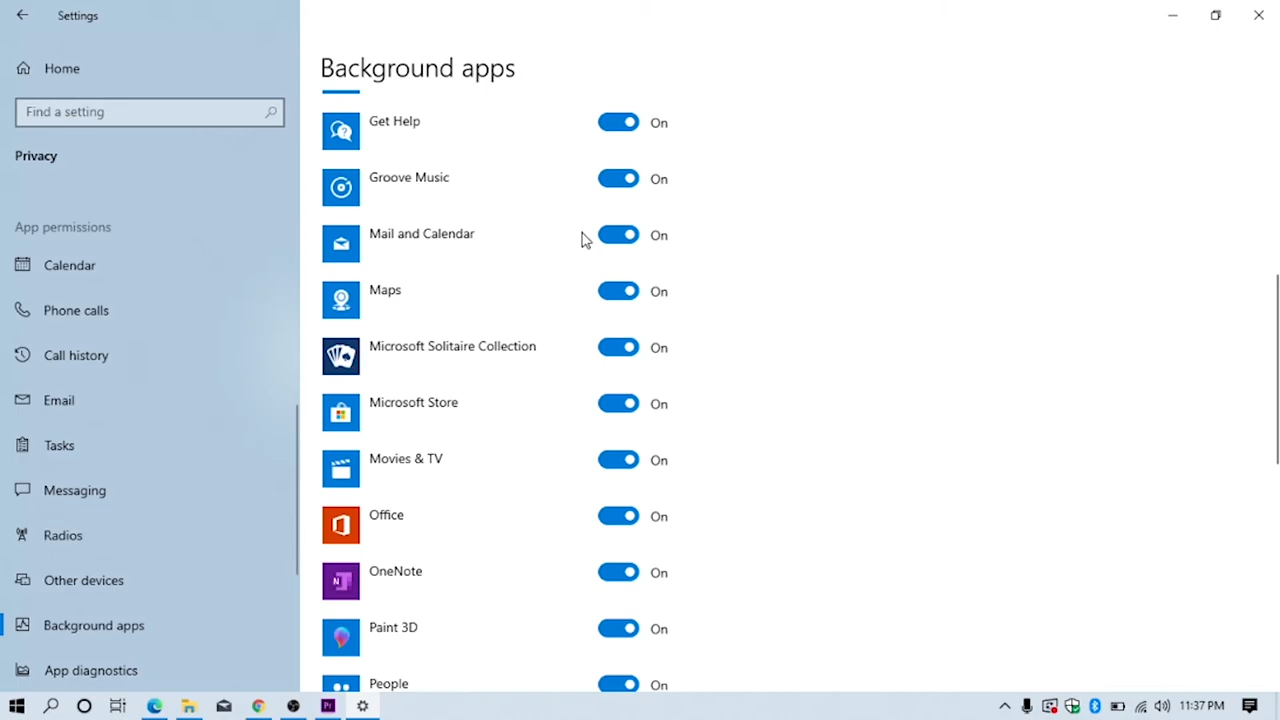 Settings
Home
Find a setting
Privacy
App permissions
Calendar
Phone calls
Call history
Email
Tasks
Messaging
Radios
Other devices
Background apps
App diagnostics
Background apps
Get Help On
Groove Music On
Mail and Calendar On
Maps On
Microsoft Solitaire Collection On
Microsoft Store On
Movies & TV On
Office On
OneNote On
N
Paint 3D On
People On
Pr
11:37 PM